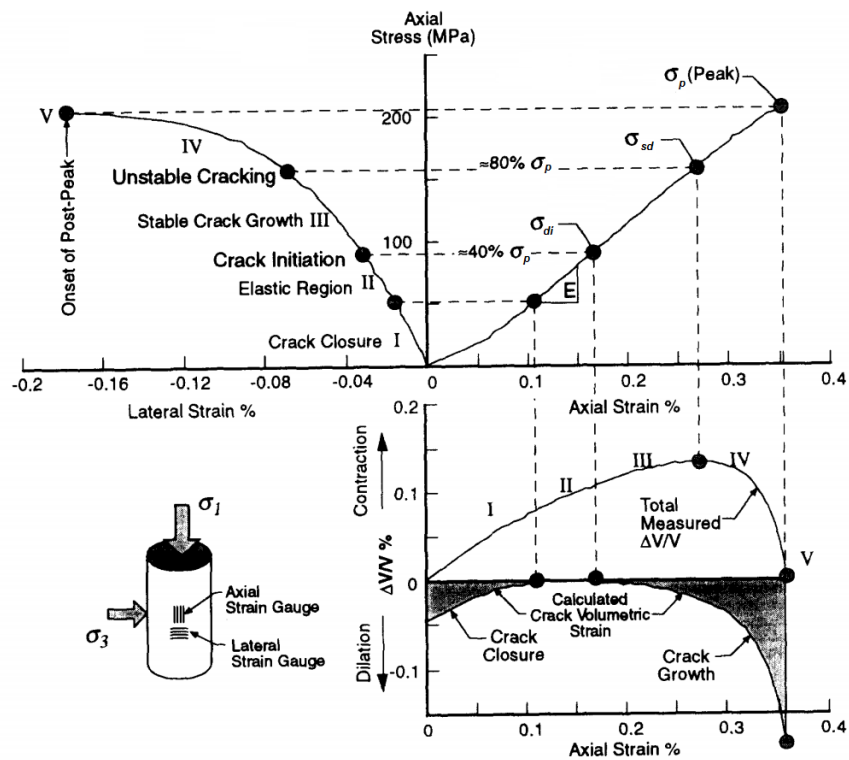 Axial
Stress (MPa)
σp (Peak)
V
200
IV
σsd
≈80% σp
Unstable Cracking
Stable Crack Growth III
σdi
100
≈40% σp
Crack Initiation
II
Elastic Region
E
Onset of Post-Peak
Crack Closure I
-0.2
-0.16
-0.12
-0.08
-0.04
0
0.1
0.2
0.3
0.4
Lateral Strain %
Axial Strain %
0.2
Contraction
III
IV
II
I
0.1
Total
Measured
ΔV/V
V
ΔV/V %
0
Calculated
Crack Volumetric
Strain
Crack
Closure
Crack
Growth
Dilation
-0.1
0
0.1
0.2
0.3
0.4
Axial Strain %
σ1
Axial
Strain Gauge
σ3
Lateral
Strain Gauge